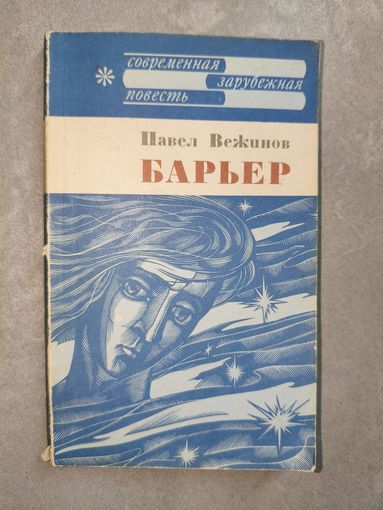 современная
зарубежная
повесть
Павел Вежинов
БАРЬЕР